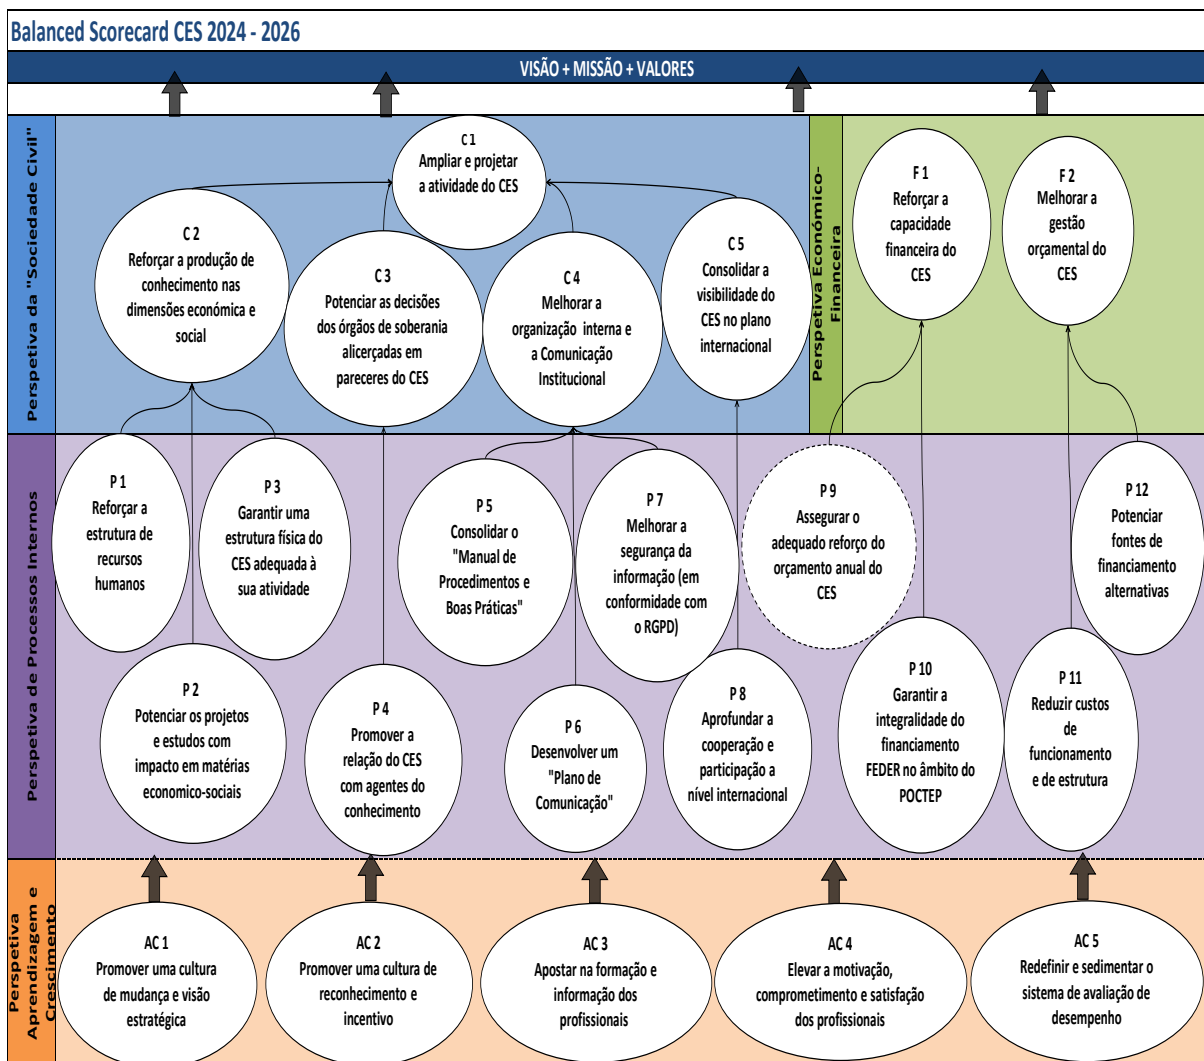 Balanced Scorecard CES 2024 - 2026
VISÃO + MISSÃO + VALORES
Perspetiva da "Sociedade Civil"
C 1
Ampliar e projetar
a atividade do CES
C 2
Reforçar a produção de
conhecimento nas
dimensões económica e
social
C 3
Potenciar as decisões
dos órgãos de soberania
alicerçadas em
pareceres do CES
C 4
Melhorar a
organização interna e
a Comunicação
Institucional
C 5
Consolidar a
visibilidade do
CES no plano
internacional
Perspetiva Económico-
Financeira
F 1
Reforçar a
capacidade
financeira do
CES
F 2
Melhorar a
gestão
orçamental do
CES
Perspetiva de Processos Internos
P 1
Reforçar a
estrutura de
recursos
humanos
P 3
Garantir uma
estrutura física do
CES adequada à
sua atividade
P 5
Consolidar o
"Manual de
Procedimentos e
Boas Práticas"
P 7
Melhorar a
segurança da
informação (em
conformidade com
o RGPD)
P 9
Assegurar o
adequado reforço do
orçamento anual do
CES
P 12
Potenciar
fontes de
financiamento
alternativas
P 2
Potenciar os projetos
e estudos com
impacto em matérias
economico-sociais
P 4
Promover a
relação do CES
com agentes do
conhecimento
P 6
Desenvolver um
"Plano de
Comunicação"
P 8
Aprofundar a
cooperação e
participação a
nível internacional
P 10
Garantir a
integralidade do
financiamento
FEDER no âmbito do
POCTEP
P 11
Reduzir custos
de
funcionamento
e de estrutura
Perspetiva
Aprendizagem e
Crescimento
AC 1
Promover uma cultura
de mudança e visão
estratégica
AC 2
Promover uma cultura de
reconhecimento e
incentivo
AC 3
Apostar na formação e
informação dos
profissionais
AC 4
Elevar a motivação,
comprometimento e satisfação
dos profissionais
AC 5
Redefinir e sedimentar o
sistema de avaliação de
desempenho